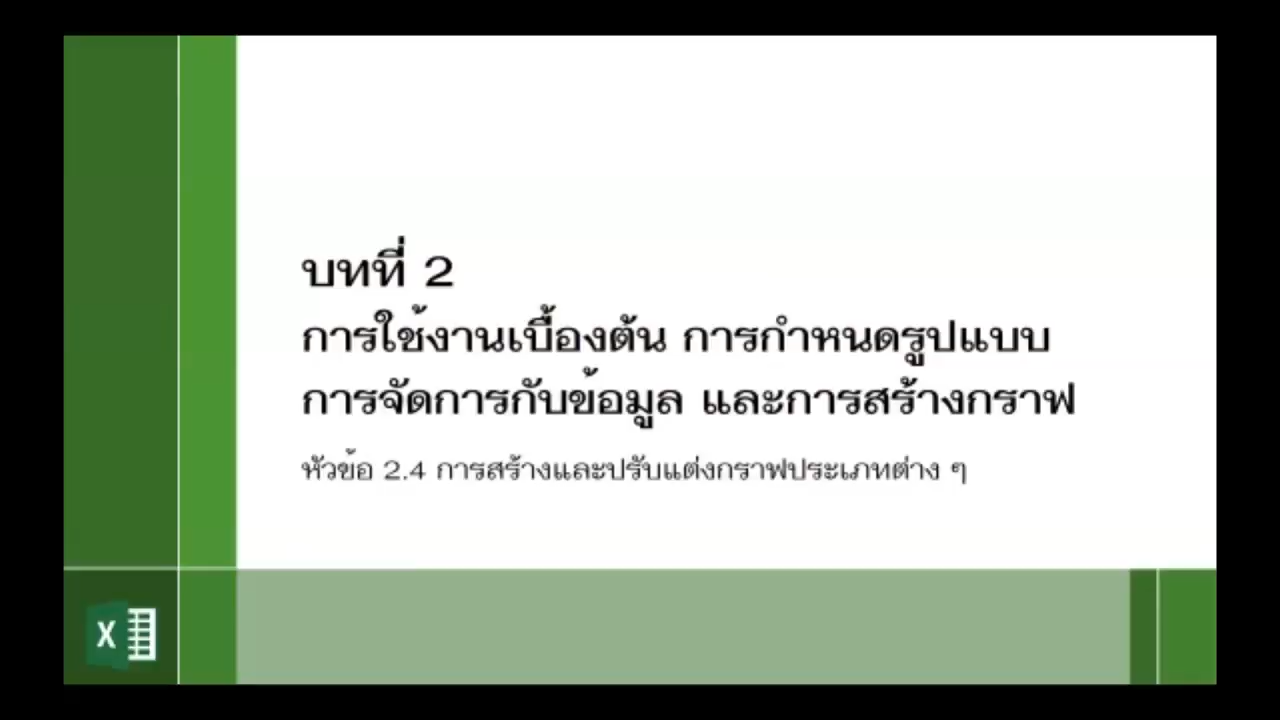 บทที่ 2
การใช้งานเบื้องต้น การกำหนดรูปแบบ
การจัดการกับข้อมูล และการสร้างกราฟ
หัวข้อ 2.4 การสร้างและปรับแต่งกราฟประเภทต่าง ๆ
X